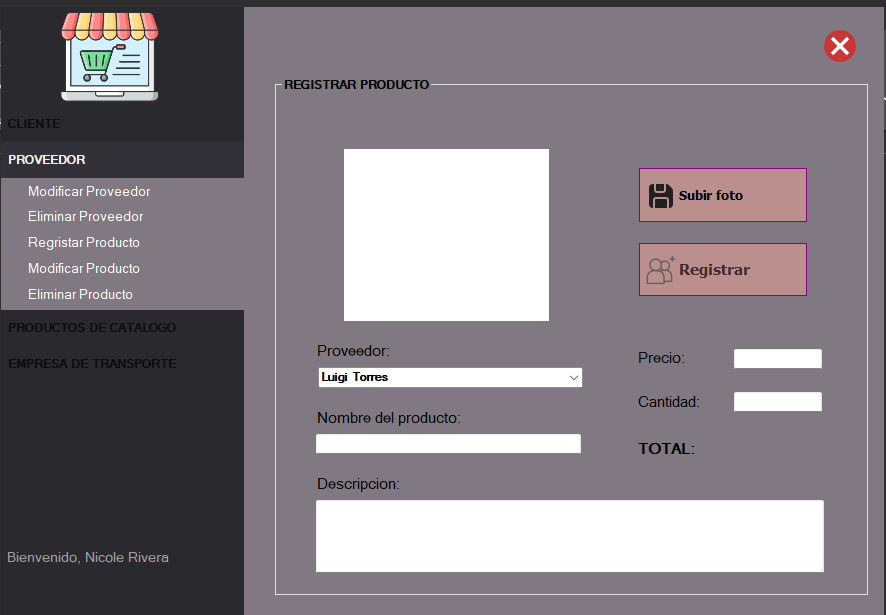 CLIENTE
PROVEEDOR
Modificar Proveedor
Eliminar Proveedor
Regristar Producto
Modificar Producto
Eliminar Producto
PRODUCTOS DE CATALOGO
EMPRESA DE TRANSPORTE
Bienvenido, Nicole Rivera
REGISTRAR PRODUCTO
Subir foto
Registrar
Proveedor:
Luigi Torres
Nombre del producto:
Descripcion:
Precio:
Cantidad:
TOTAL: